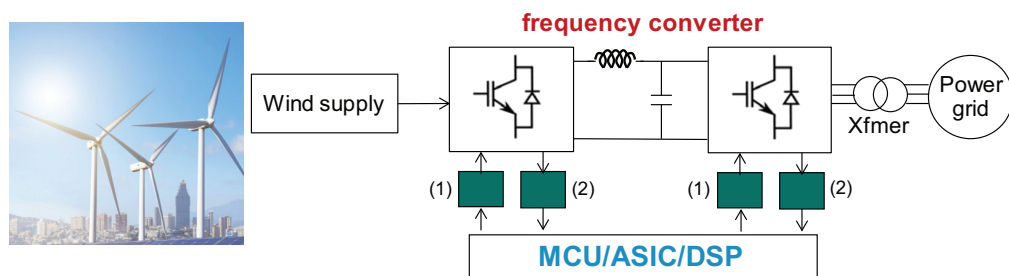 frequency converter
Wind supply
Xfmer
Power
grid
(1)
(2)
(1)
(2)
MCU/ASIC/DSP